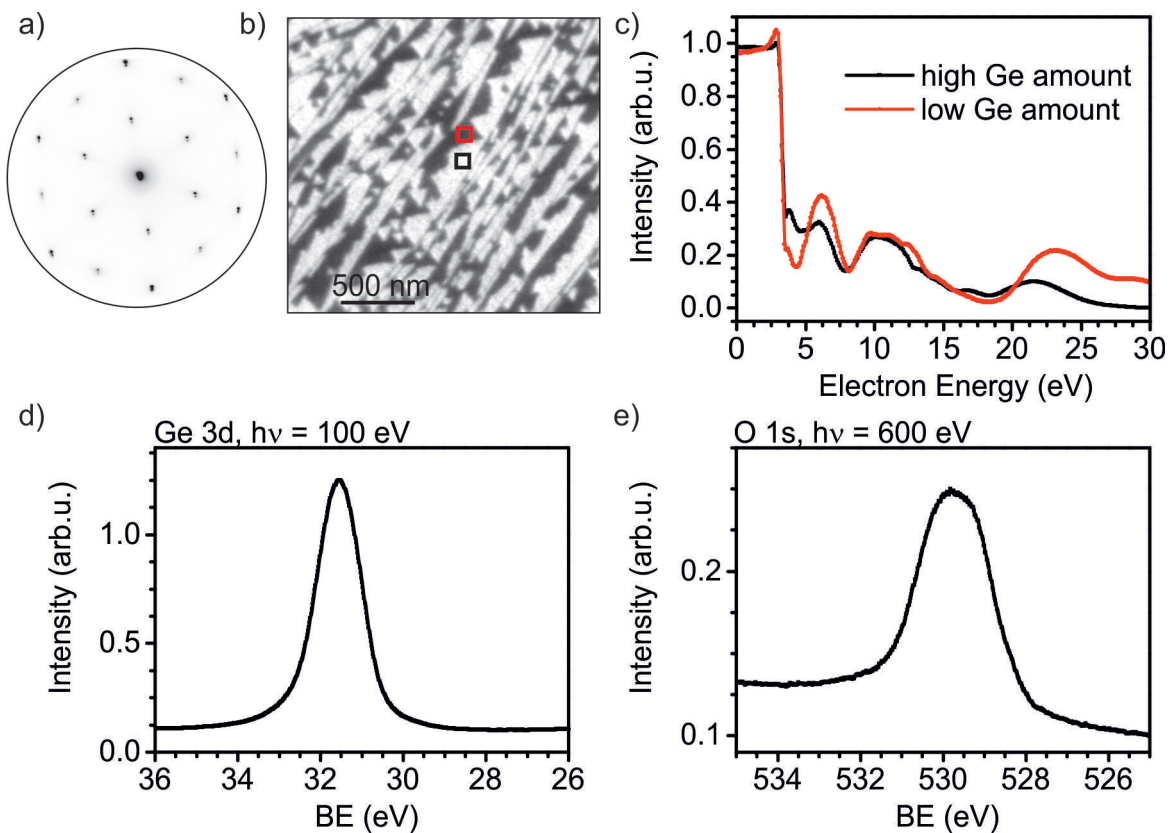 a)
b)
500 nm
c)
Intensity (arb.u.)
1.0
0.8
0.6
0.4
0.2
0.0
high Ge amount
low Ge amount
0 5 10 15 20 25 30
Electron Energy (eV)
d)
Ge 3d, hν = 100 eV
Intensity (arb.u.)
1.0
0.5
0.0
36 34 32 30 28 26
BE (eV)
e)
O 1s, hν = 600 eV
Intensity (arb.u.)
0.2
0.1
534 532 530 528 526
BE (eV)